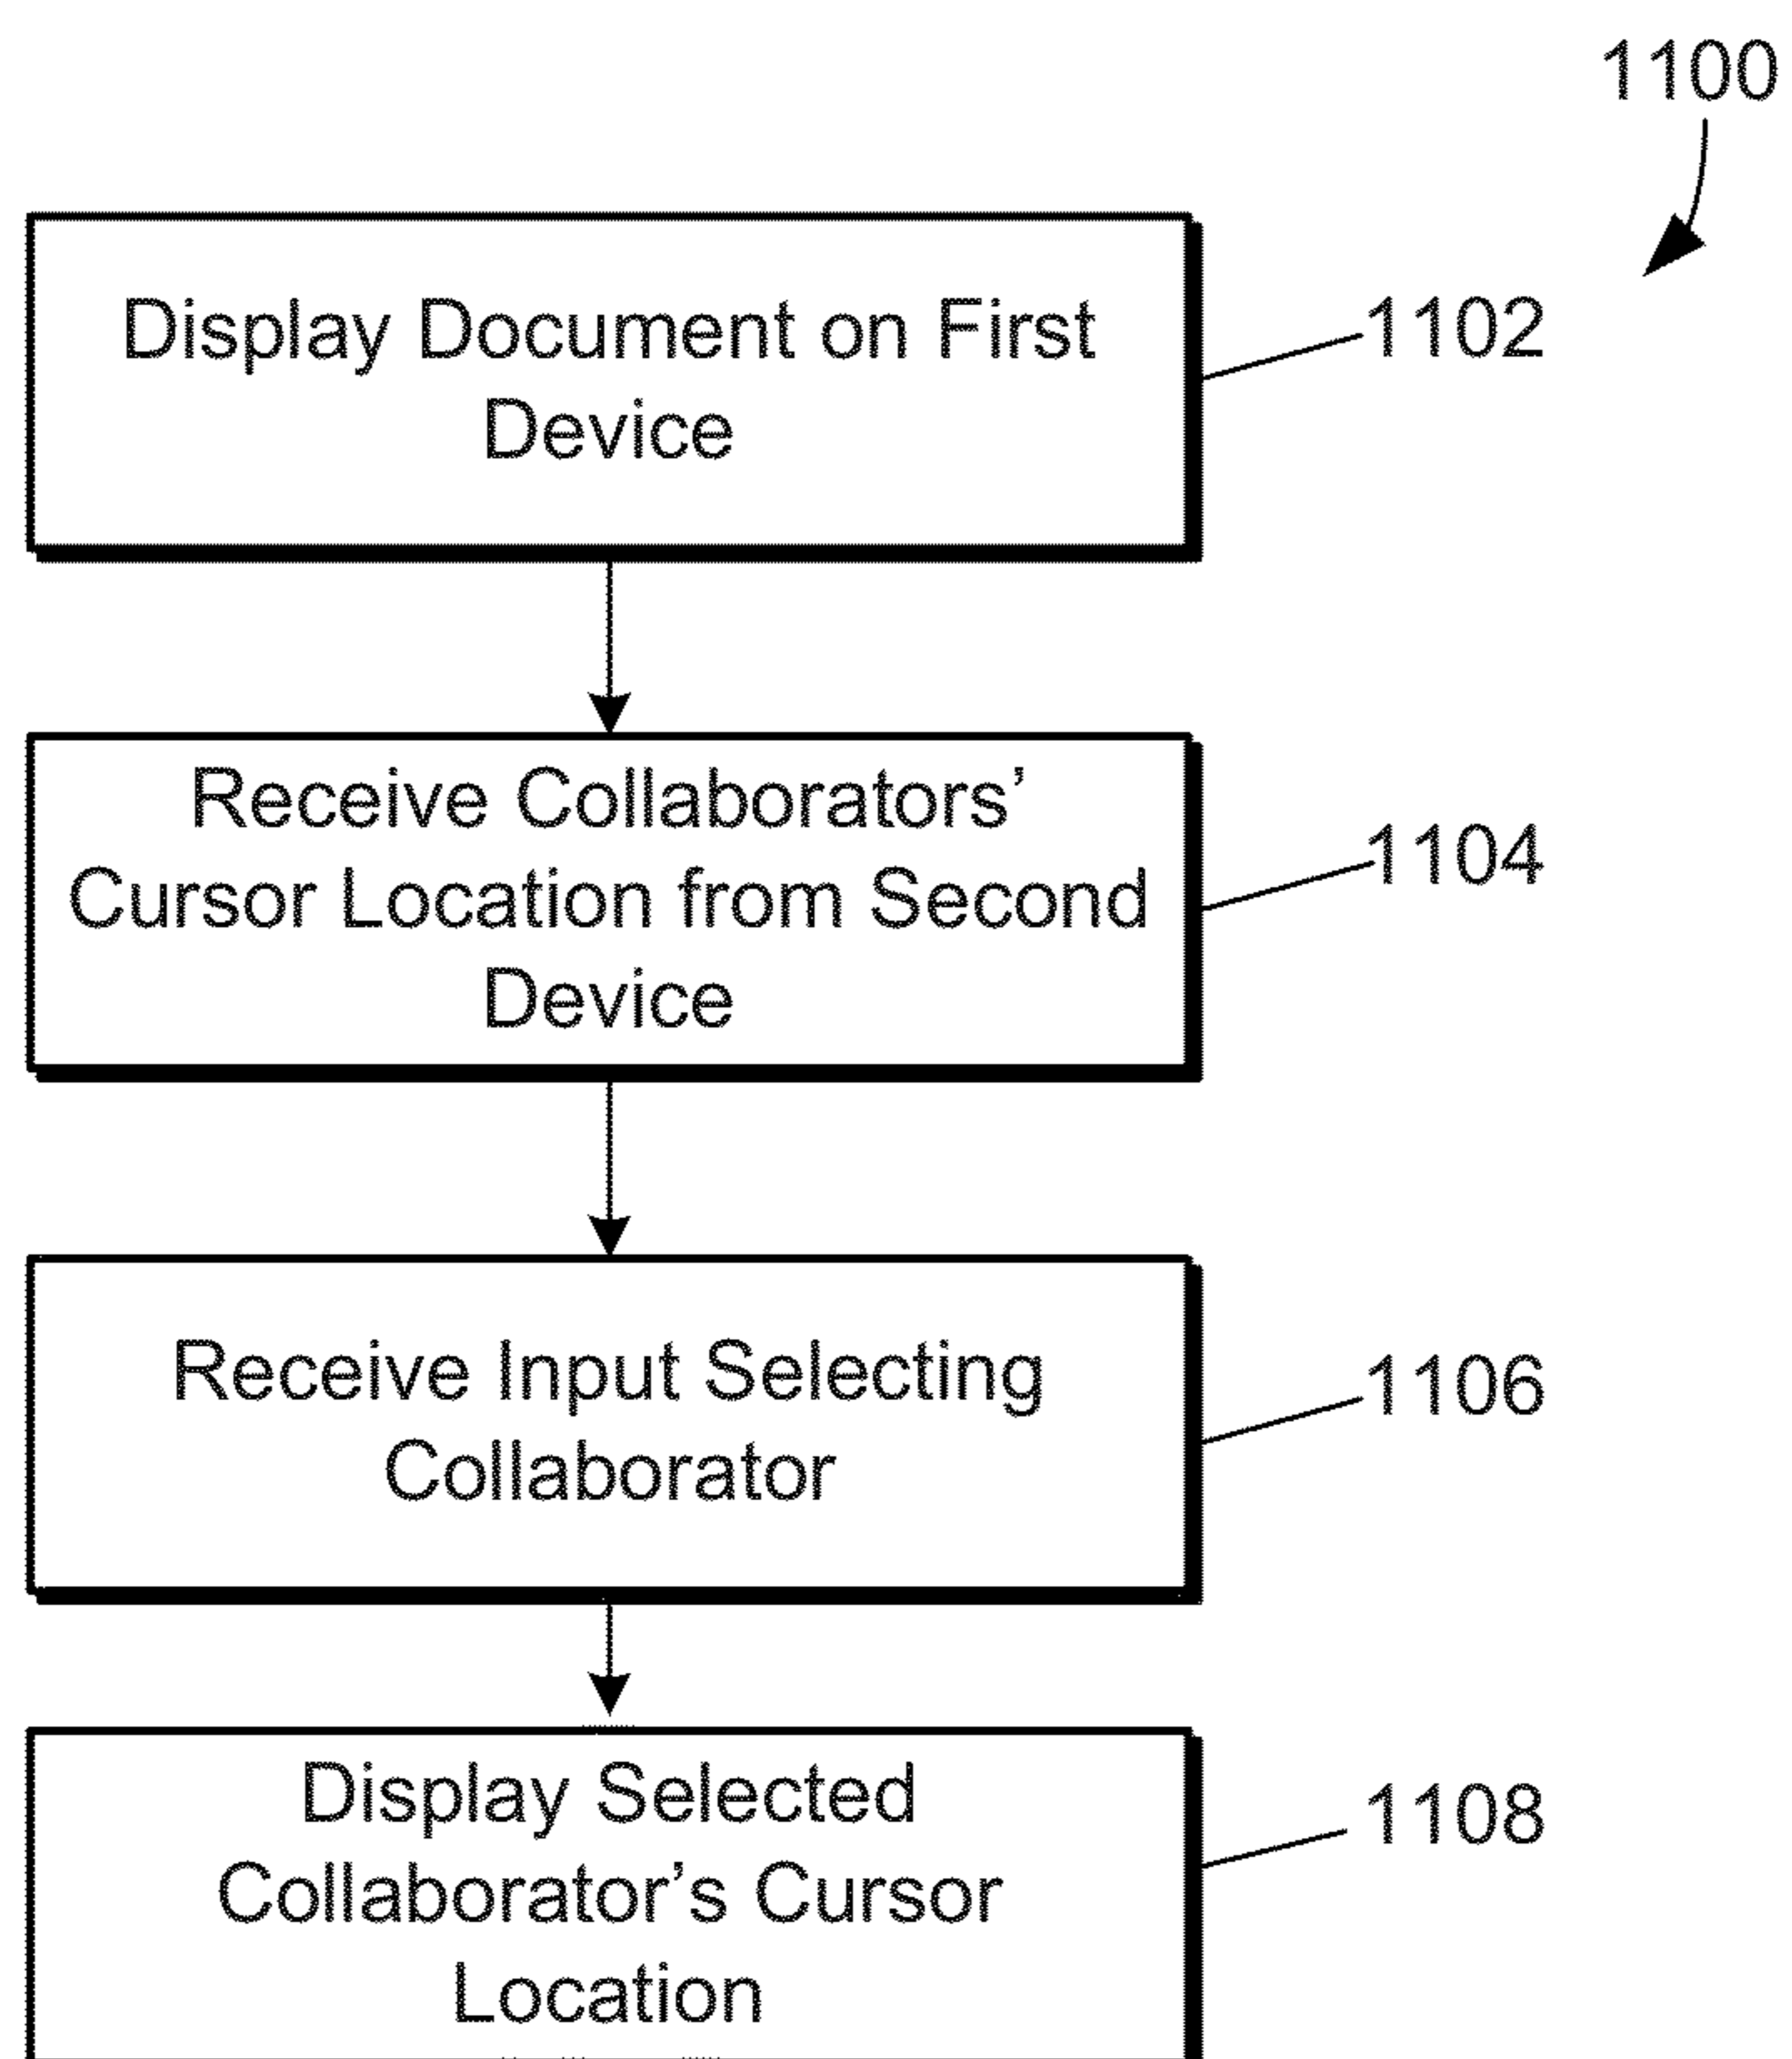 1100
Display Document on First
Device
1102
Receive Collaborators’
Cursor Location from Second
Device
1104
Receive Input Selecting
Collaborator
1106
Display Selected
Collaborator’s Cursor
Location
1108